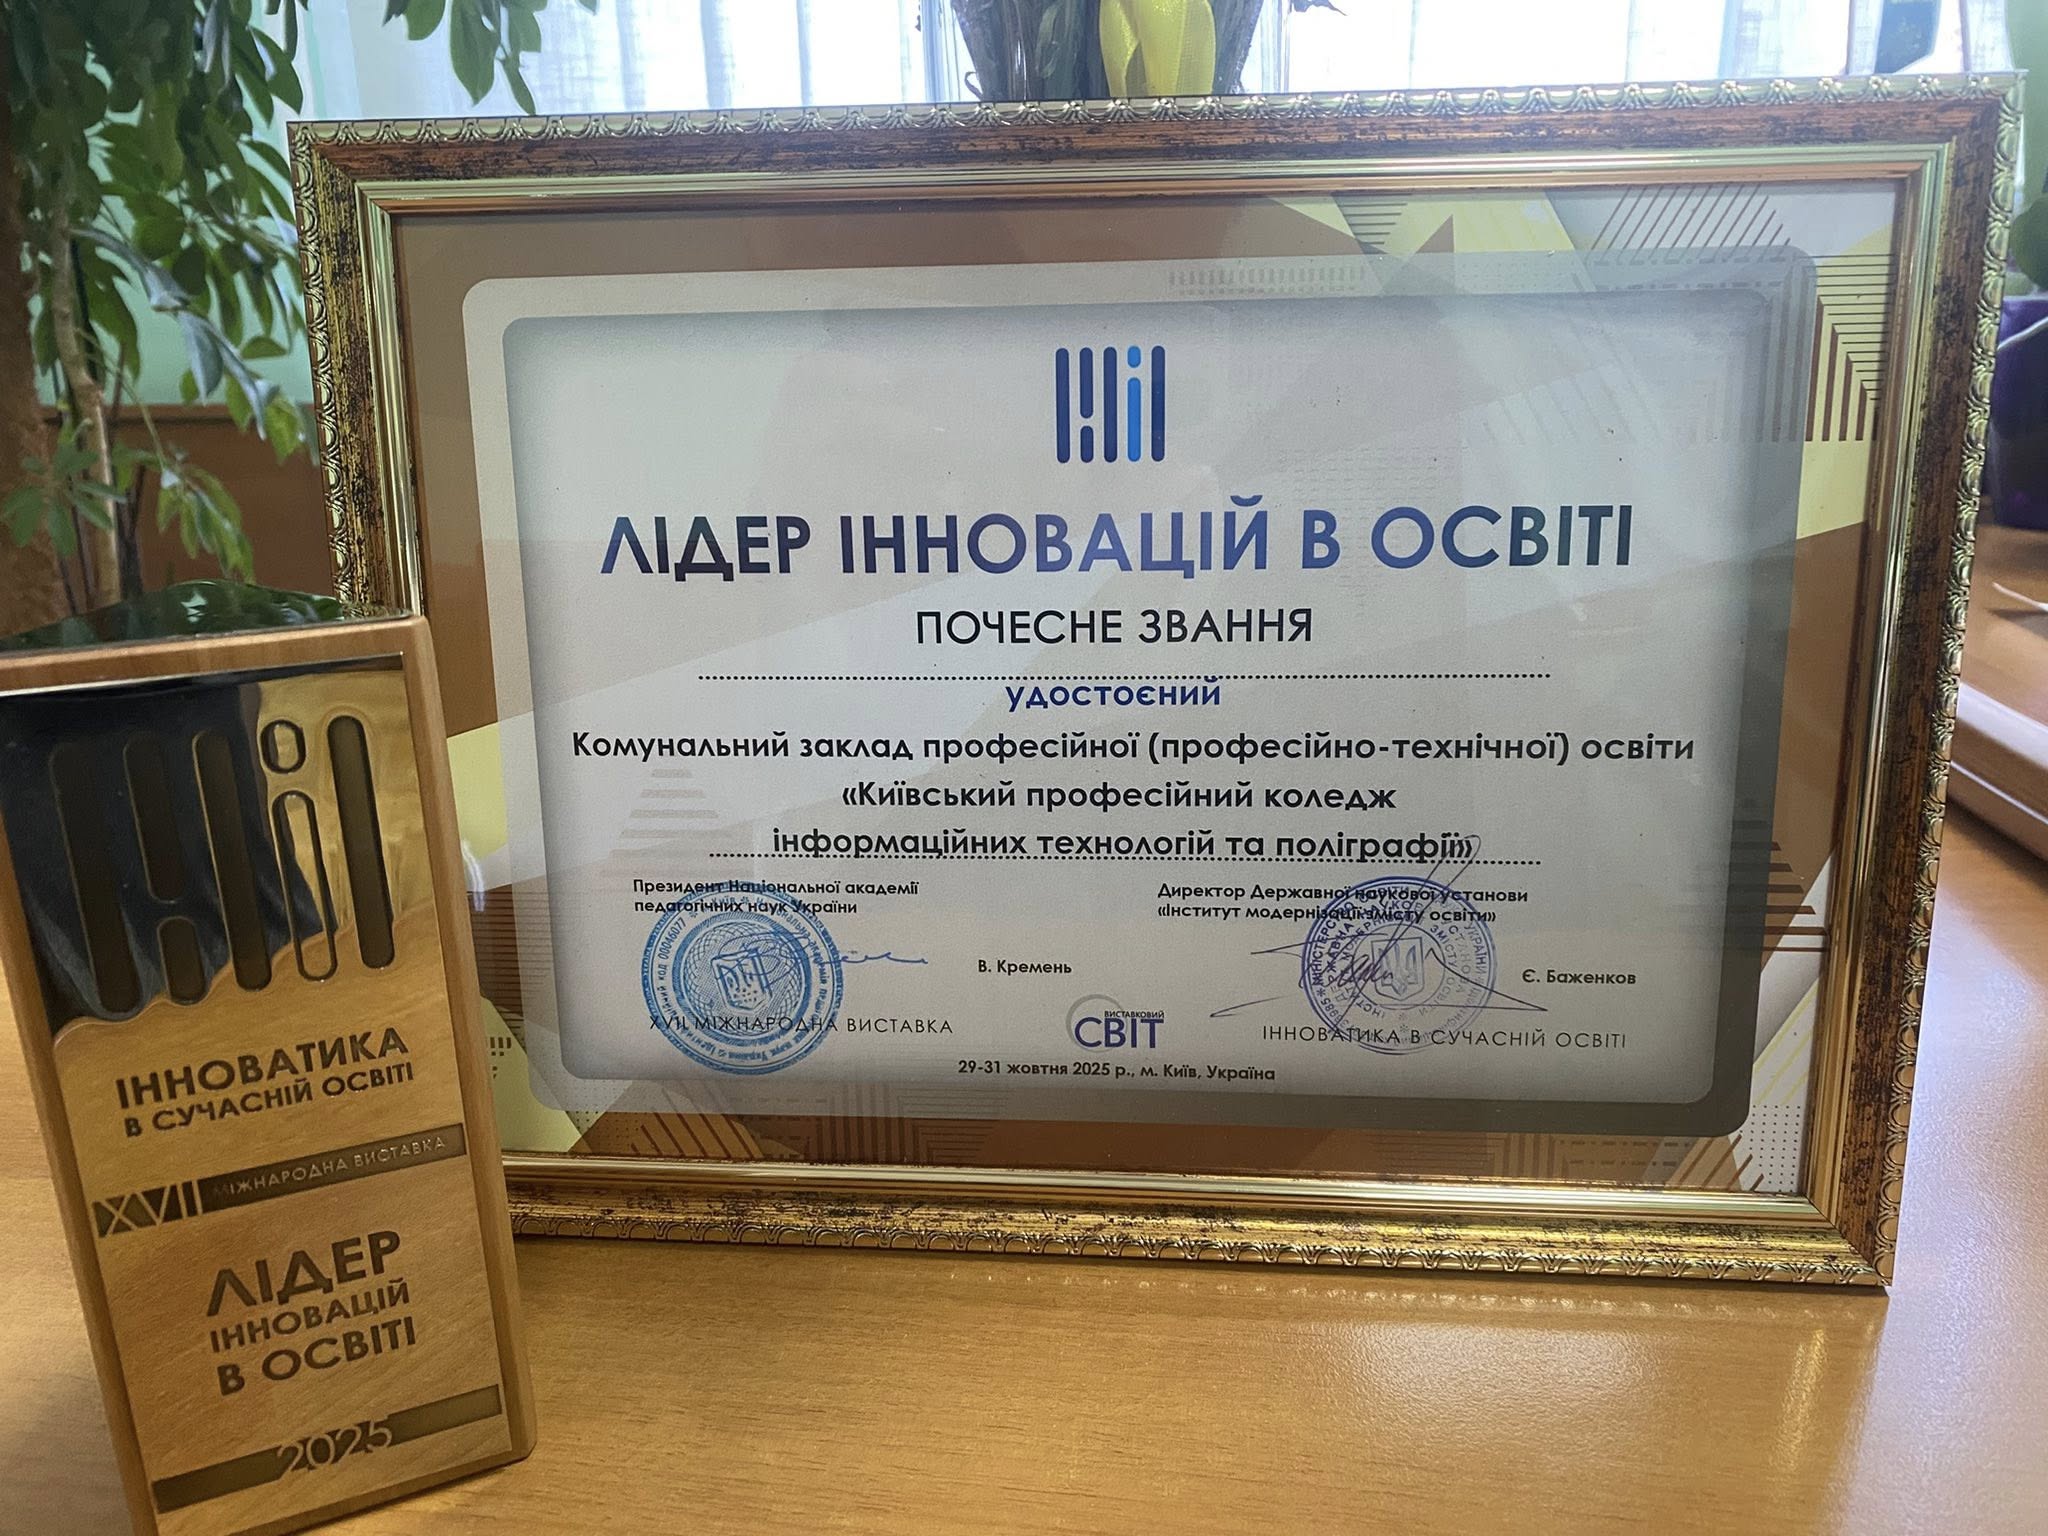 ЛІДЕР ІННОВАЦІЙ В ОСВІТІ
ПОЧЕСНЕ ЗВАННЯ
удостоєний
Комунальний заклад професійної (професійно-технічної) освіти
«Київський професійний коледж
інформаційних технологій та поліграфії»
Президент Національної академії
педагогічних наук України
В. Кремень
Директор Державної наукової установи
«Інститут модернізації змісту освіти»
Є. Баженков
XVII МІЖНАРОДНА ВИСТАВКА
ВИСТАВКОВИЙ
СВІТ
ІННОВАТИКА В СУЧАСНІЙ ОСВІТІ
29-31 жовтня 2025 р., м. Київ, Україна
ІННОВАТИКА
В СУЧАСНІЙ ОСВІТІ
XVII МІЖНАРОДНА ВИСТАВКА
ЛІДЕР
ІННОВАЦІЙ
В ОСВІТІ
2025